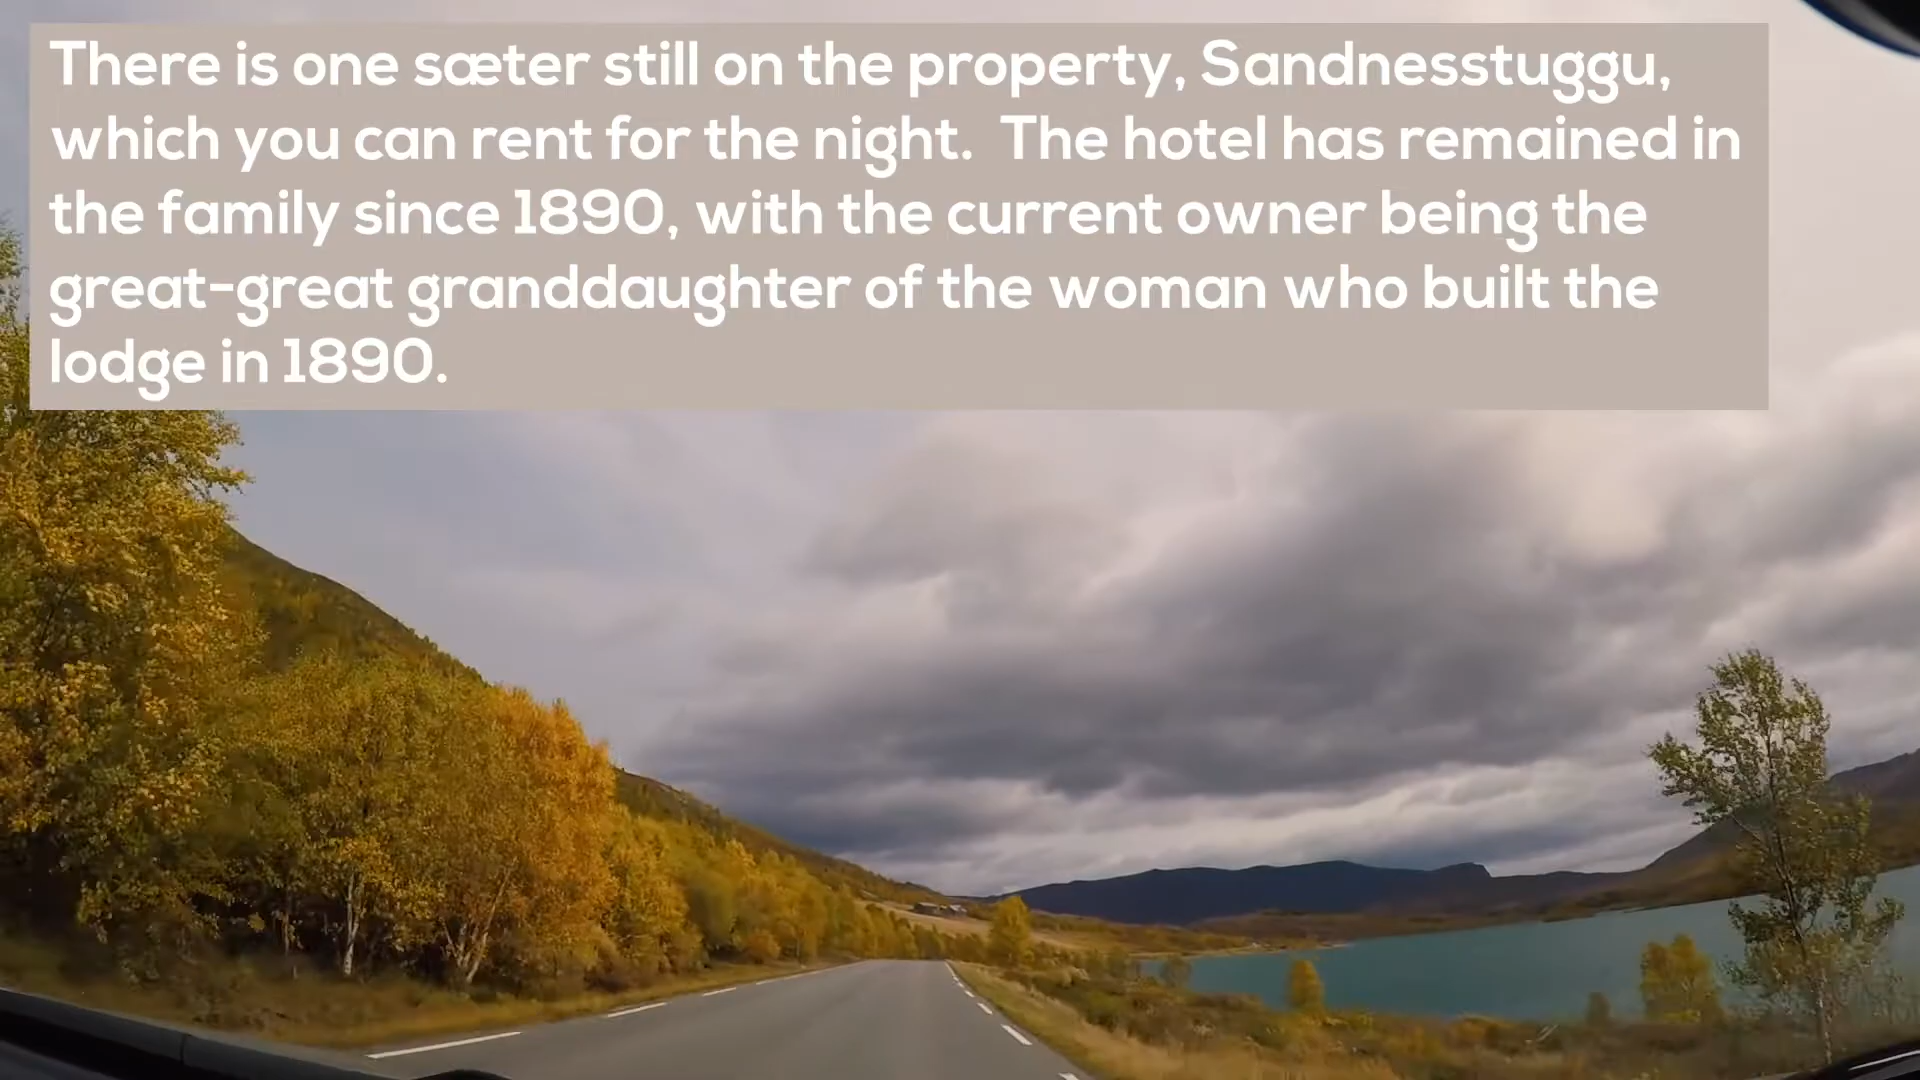 There is one sæter still on the property, Sandnesstuggu,
which you can rent for the night. The hotel has remained in
the family since 1890, with the current owner being the
great-great granddaughter of the woman who built the
lodge in 1890.